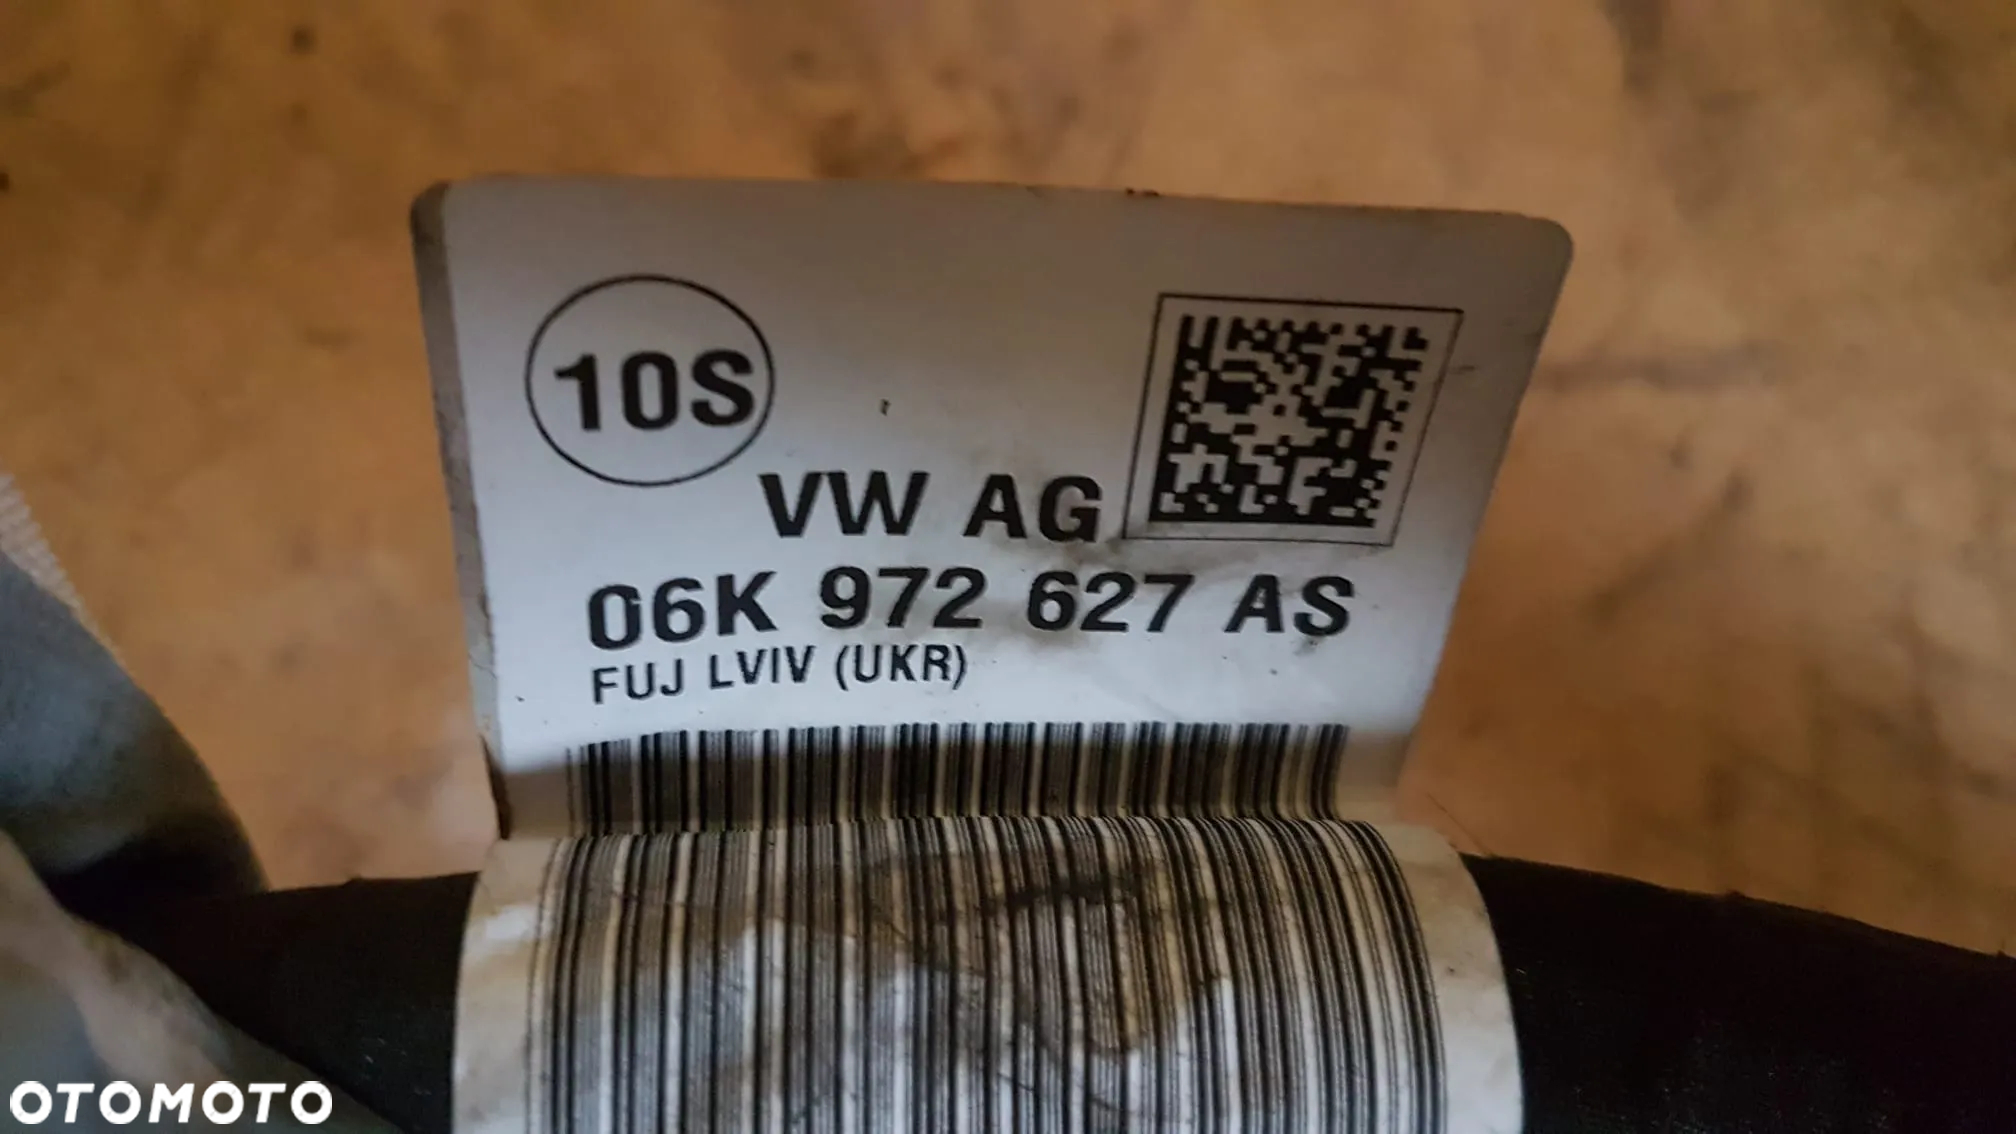 10S
VW AG
06K 972 627 AS
FUJ LVIV (UKR)
OTOMOTO